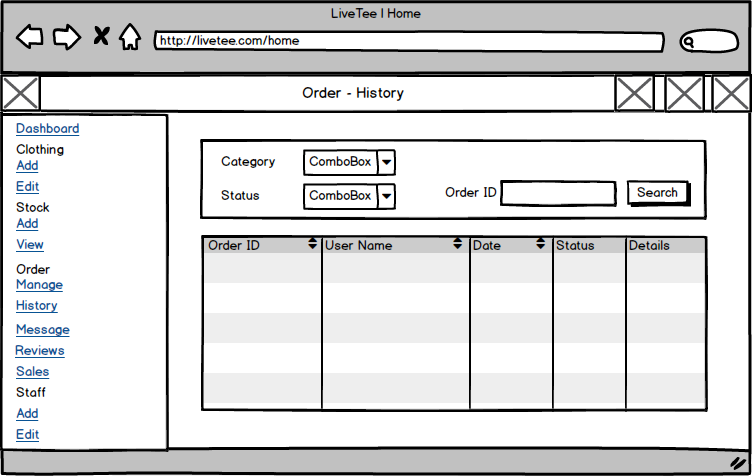 LiveTee | Home
http://livetee.com/home
Order - History
Dashboard
Clothing
Add
Edit
Stock
Add
View
Order
Manage
History
Message
Reviews
Sales
Staff
Add
Edit
Category ComboBox
Status ComboBox Order ID Search
Order ID User Name Date Status Details